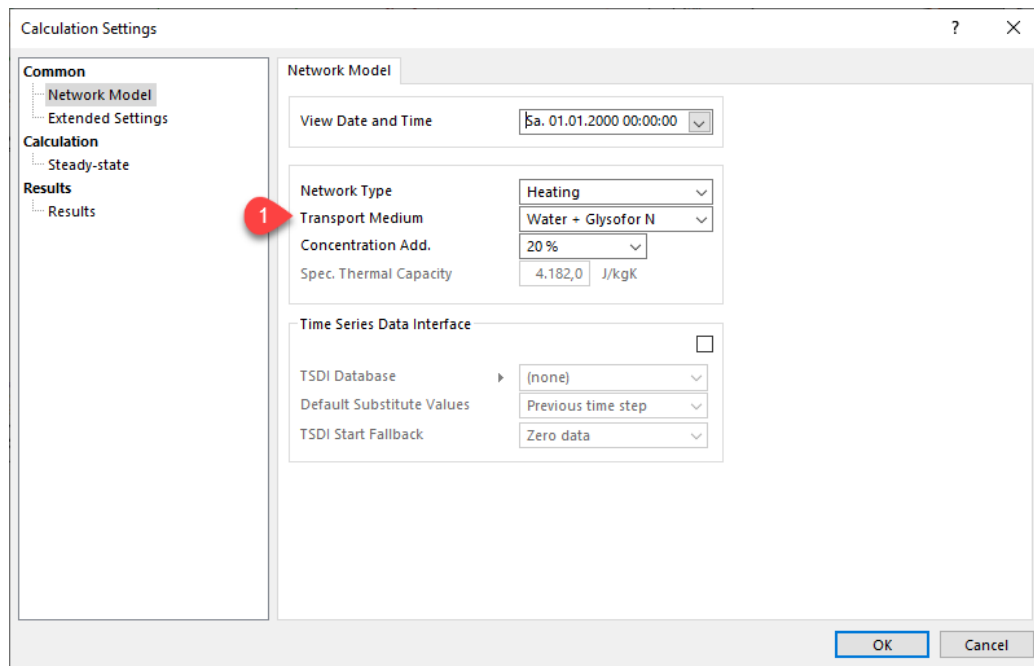 Calculation Settings
?
Common
Network Model
Extended Settings
Calculation
Steady-state
Results
Results
Network Model
View Date and Time
Sa. 01.01.2000 00:00:00
Network Type
Heating
1
Transport Medium
Water + Glysofor N
Concentration Add.
20 %
Spec. Thermal Capacity
4.182,0
J/kgK
Time Series Data Interface
TSDI Database
(none)
Default Substitute Values
Previous time step
TSDI Start Fallback
Zero data
OK
Cancel